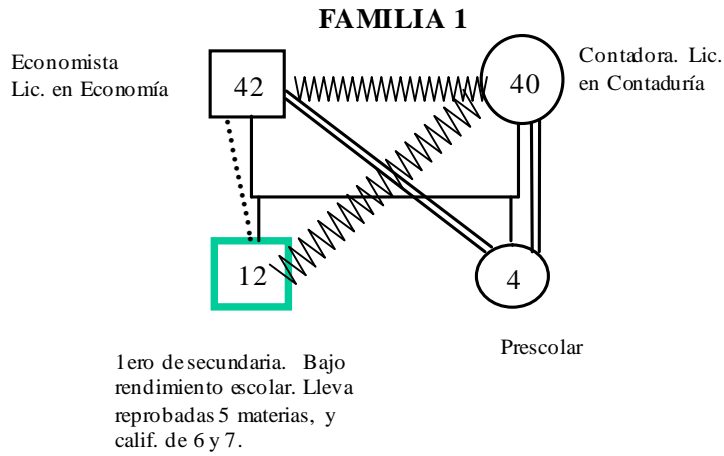 FAMILIA 1
Economista
Lic. en Economía
42
40
Contadora. Lic.
en Contaduría
12
4
1ero de secundaria. Bajo
rendimiento escolar. Lleva
reprobadas 5 materias, y
calif. de 6 y 7.
Prescolar